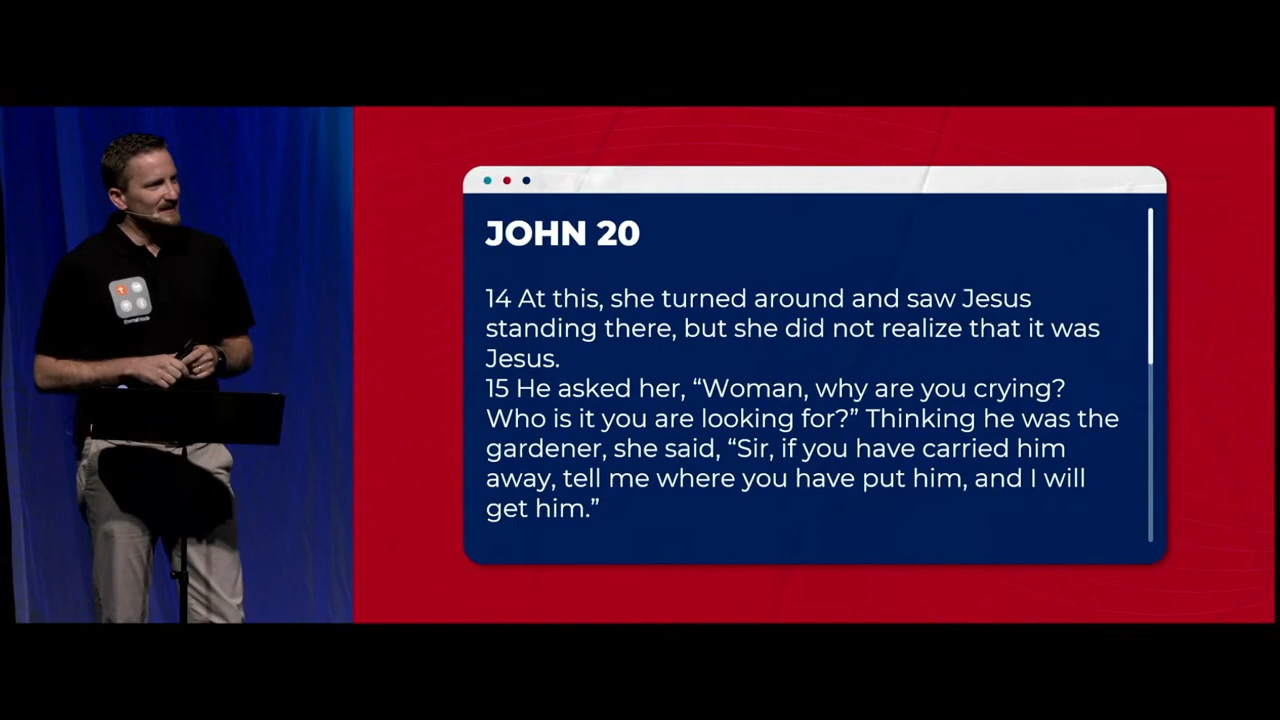 JOHN 20
14 At this, she turned around and saw Jesus
standing there, but she did not realize that it was
Jesus.
15 He asked her, “Woman, why are you crying?
Who is it you are looking for?” Thinking he was the
gardener, she said, “Sir, if you have carried him
away, tell me where you have put him, and I will
get him.”